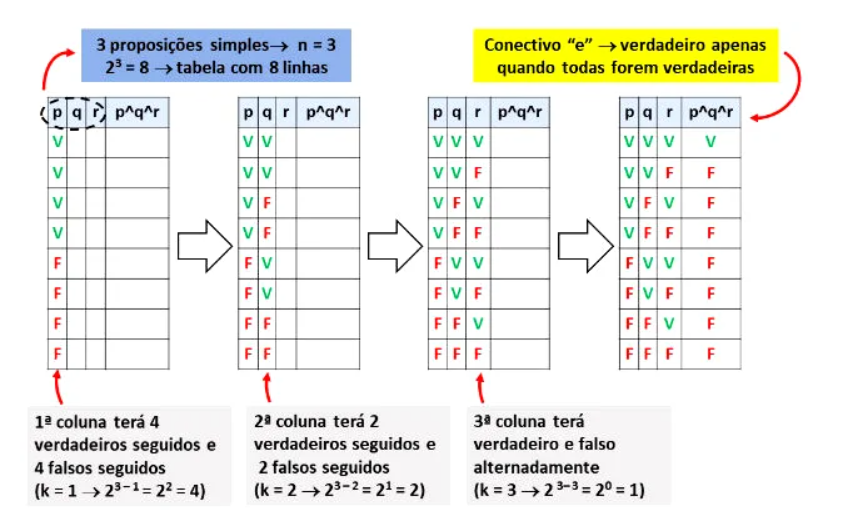 3 proposições simples→ n = 3
2³ = 8 → tabela com 8 linhas
Conectivo “e” → verdadeiro apenas
quando todas forem verdadeiras
p q r p^q^r
V
V
V
V
F
F
F
F
p q r p^q^r
V V
V V
V F
V F
F V
F V
F F
F F
p q r p^q^r
V V V
V V F
V F V
V F F
F V V
F V F
F F V
F F F
p q r p^q^r
V V V V
V V F F
V F V F
V F F F
F V V F
F V F F
F F V F
F F F F
1ª coluna terá 4
verdadeiros seguidos e
4 falsos seguidos
(k = 1 → 2³⁻¹ = 2² = 4)
2ª coluna terá 2
verdadeiros seguidos e
2 falsos seguidos
(k = 2 → 2³⁻² = 2¹ = 2)
3ª coluna terá
verdadeiro e falso
alternadamente
(k = 3 → 2³⁻³ = 2⁰ = 1)